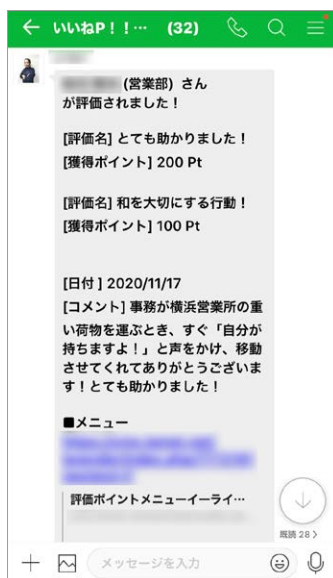 いいねP！！… (32)
(営業部) さん
が評価されました！
[評価名] とても助かりました！
[獲得ポイント] 200 Pt
[評価名] 和を大切にする行動！
[獲得ポイント] 100 Pt
[日付 ] 2020/11/17
[コメント] 事務が横浜営業所の重
い荷物を運ぶとき、すぐ「自分が
持ちますよ！」と声をかけ、移動
させてくれてありがとうございま
す！とても助かりました！
■メニュー
評価ポイントメニューイーライ…
既読 28 〉
メッセージを入力